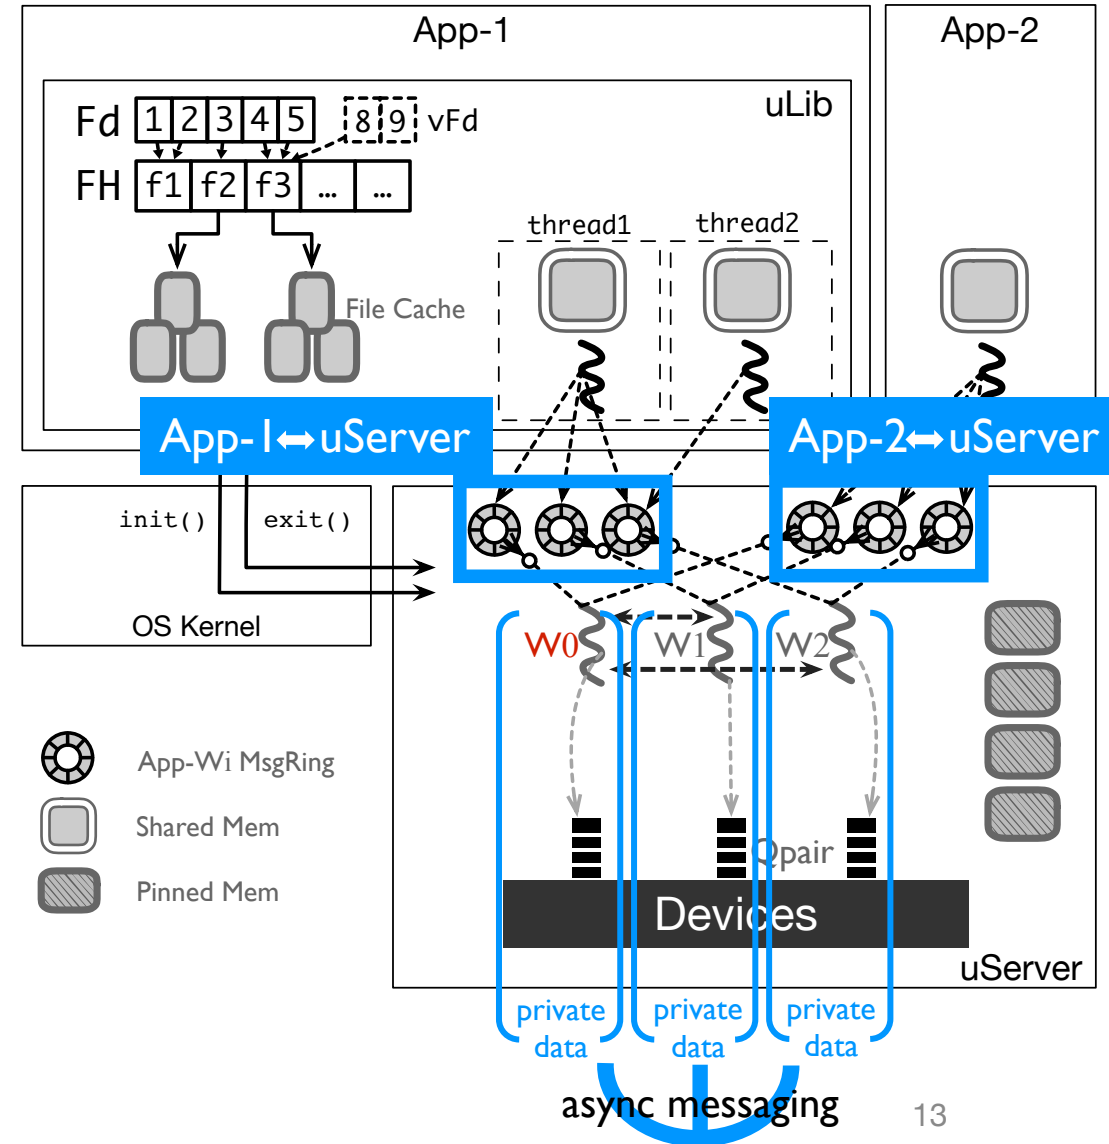 App-1
App-2
uLib
Fd 1 2 3 4 5 8 9 vFd
FH f1 f2 f3 ... ...
thread1 thread2
File Cache
App-1⬌uServer
App-2⬌uServer
init() exit()
OS Kernel
W0 W1 W2
App-Wi MsgRing
Shared Mem
Pinned Mem
Qpair
Devices
uServer
private data
private data
private data
async messaging
13